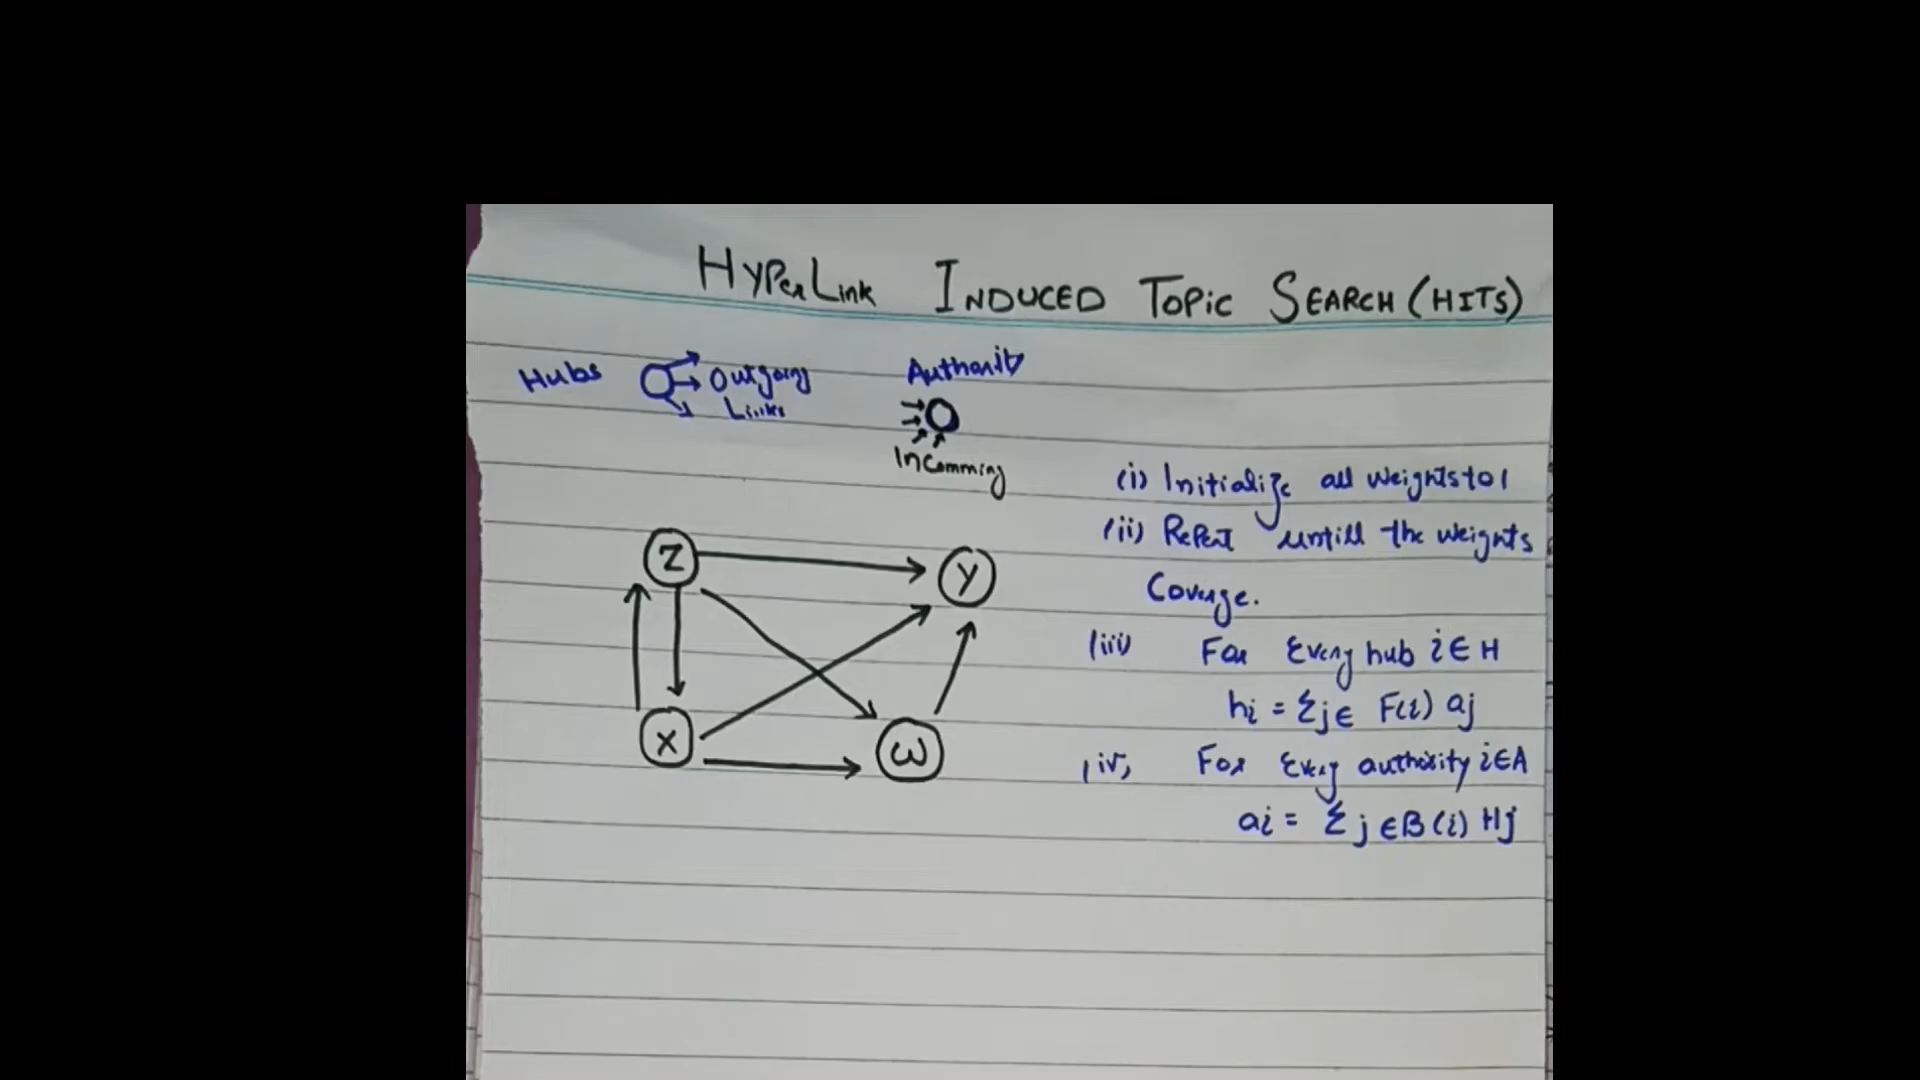 HyperLink INDUCED TOPIC SEARCH (HITS)
Hubs Outgoing
Links
Authority
Incomming
Z
Y
X
W
(i) Initialize all weights to 1
(ii) Repeat untill the weights
Coverge.
(iii) For Every hub i ∈ H
hi = Σj∈ F(i) aj
(iv) For Every authority i∈A
ai = Σ j ∈B(i) Hj